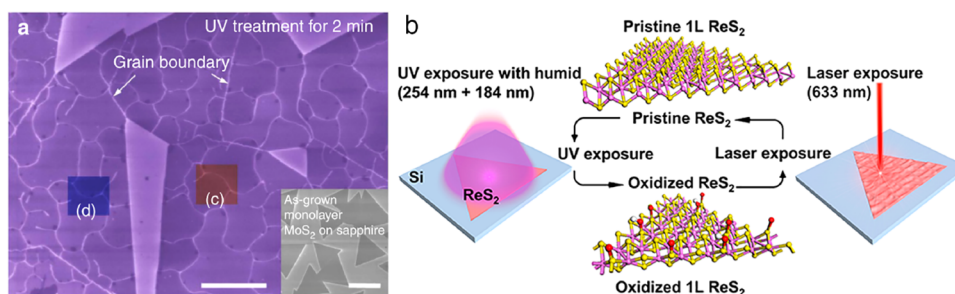 a
UV treatment for 2 min
Grain boundary
(d)
(c)
As-grown
monolayer
MoS₂ on sapphire
b
Pristine 1L ReS₂
UV exposure with humid
(254 nm + 184 nm)
Laser exposure
(633 nm)
Pristine ReS₂
UV exposure
Laser exposure
Si
ReS₂
Oxidized ReS₂
Oxidized 1L ReS₂